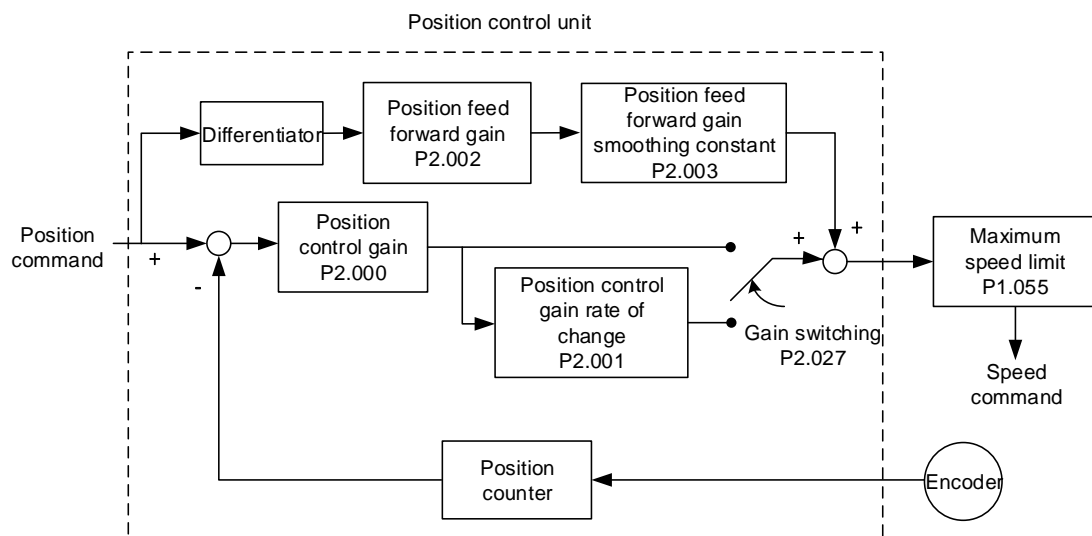 Position control unit
Differentiator
Position feed
forward gain
P2.002
Position feed
forward gain
smoothing constant
P2.003
Position
command
+
-
Position
control gain
P2.000
Position control
gain rate of
change
P2.001
+
+
Gain switching
P2.027
Maximum
speed limit
P1.055
Speed
command
Position
counter
Encoder